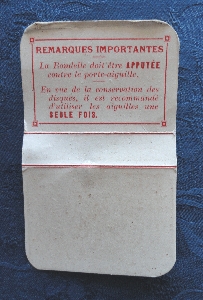 REMARQUES IMPORTANTES
La Rondelle doit être APPUYÉE
contre le porte-aiguille.
En vue de la conservation des
disques, il est recommandé
d'utiliser les aiguilles une
SEULE FOIS.